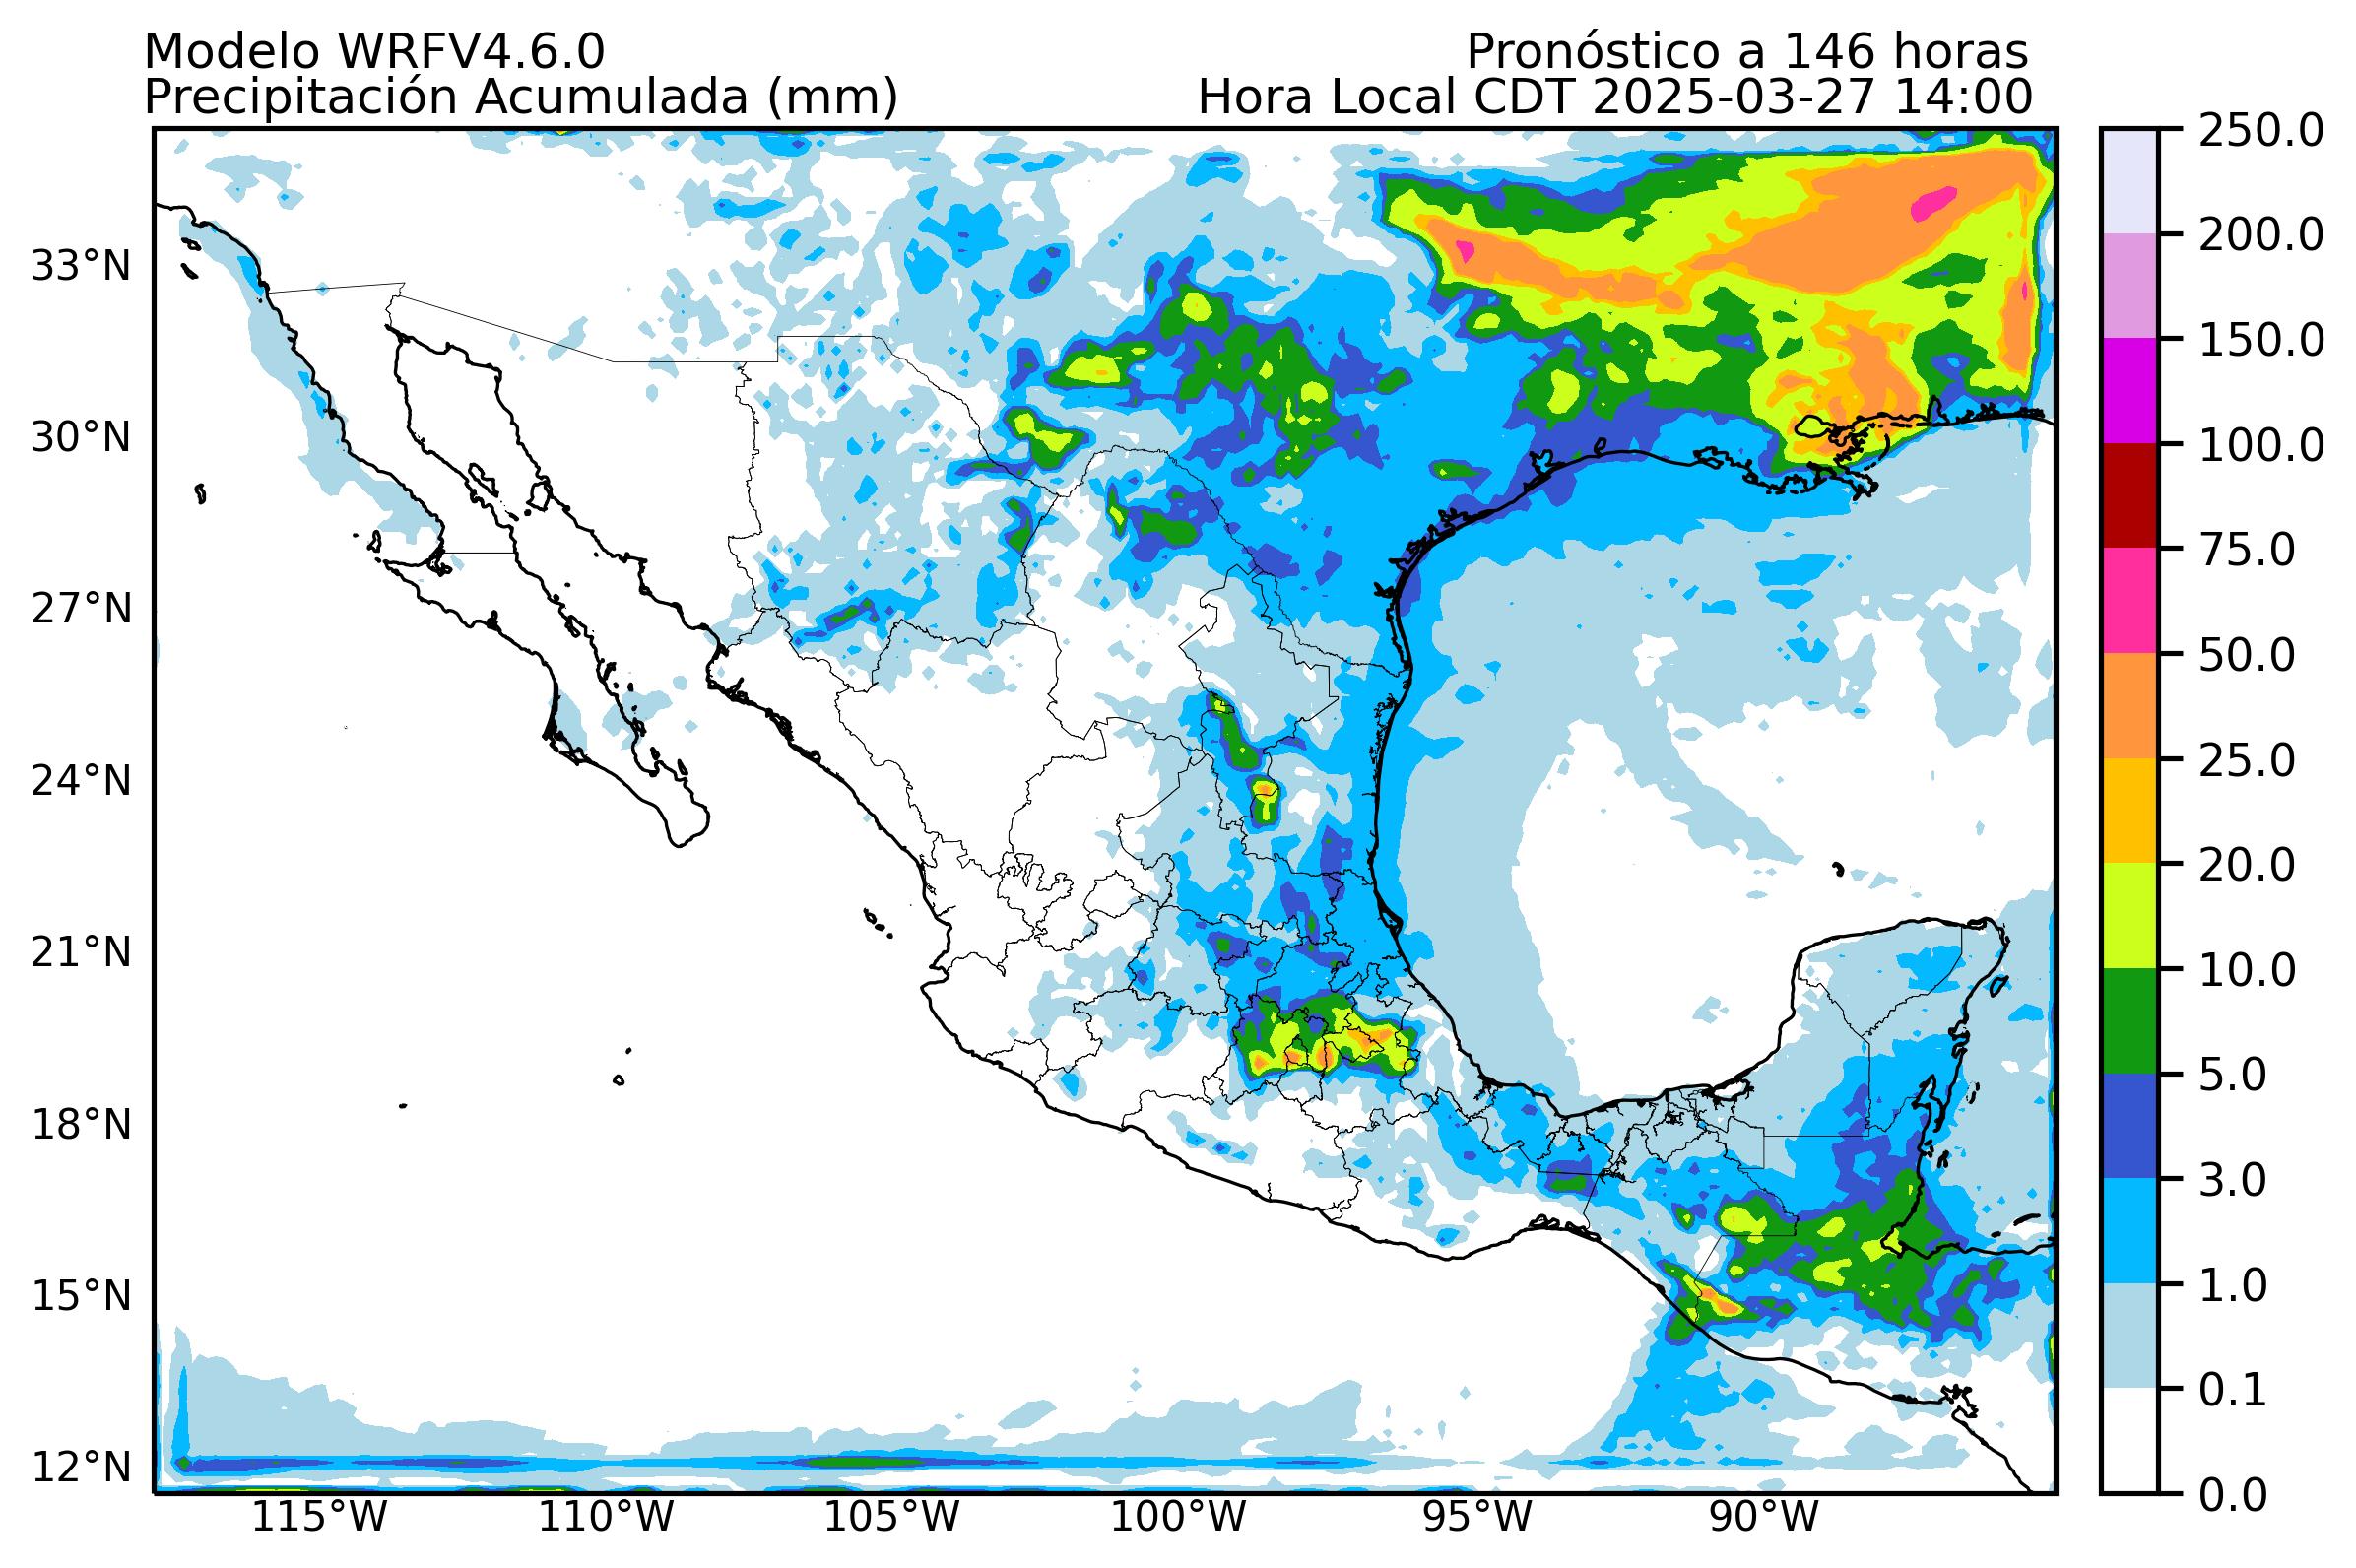 Modelo WRFV4.6.0
Pronóstico a 146 horas
Precipitación Acumulada (mm)
Hora Local CDT 2025-03-27 14:00
33°N
30°N
27°N
24°N
21°N
18°N
15°N
12°N
115°W
110°W
105°W
100°W
95°W
90°W
250.0
200.0
150.0
100.0
75.0
50.0
25.0
20.0
10.0
5.0
3.0
1.0
0.1
0.0